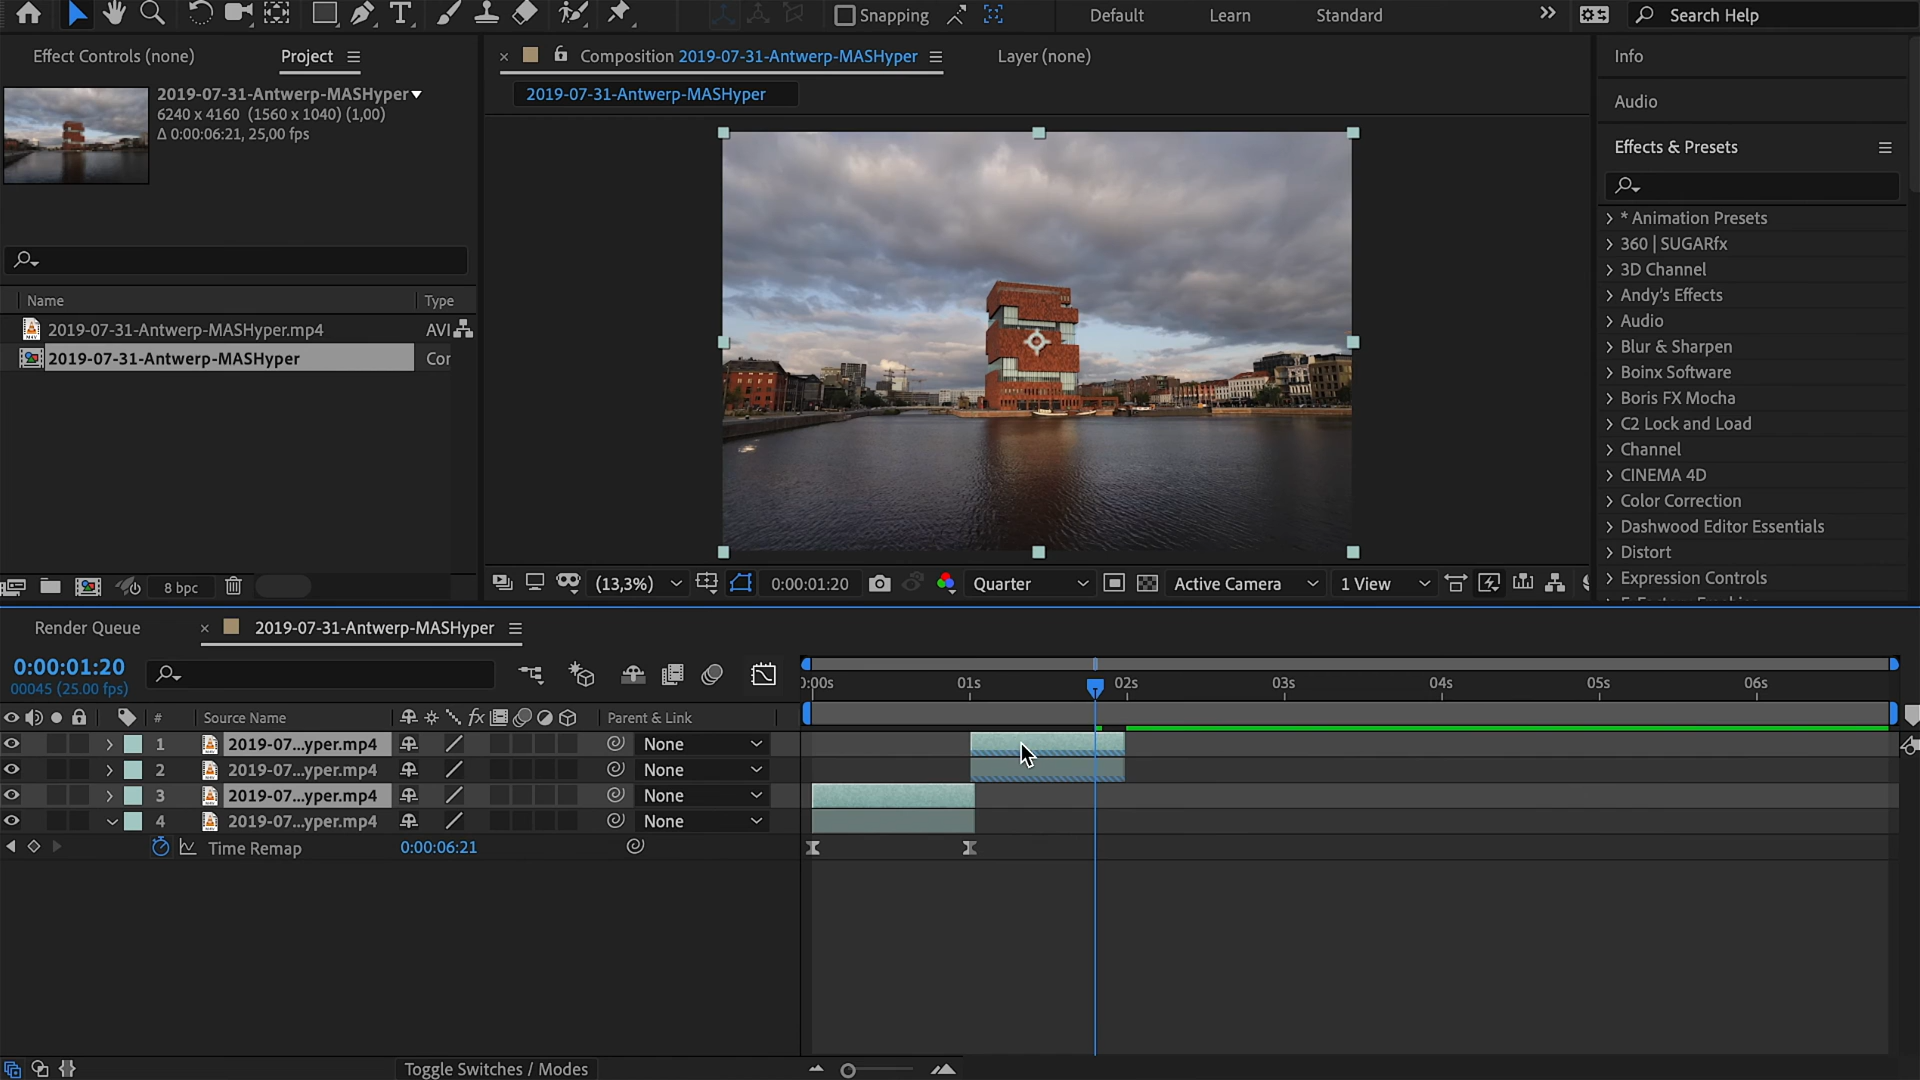 Snapping
Default
Learn
Standard
Search Help
Effect Controls (none)
Project
Composition 2019-07-31-Antwerp-MASHyper
Layer (none)
Info
2019-07-31-Antwerp-MASHyper
6240 x 4160 (1560 x 1040) (1,00)
Δ 0:00:06:21, 25,00 fps
2019-07-31-Antwerp-MASHyper
Audio
Effects & Presets
* Animation Presets
360 | SUGARfx
3D Channel
Andy's Effects
Audio
Blur & Sharpen
Boinx Software
Boris FX Mocha
C2 Lock and Load
Channel
CINEMA 4D
Color Correction
Dashwood Editor Essentials
Distort
Expression Controls
Name
Type
2019-07-31-Antwerp-MASHyper.mp4
AVI
2019-07-31-Antwerp-MASHyper
Cor
8 bpc
(13,3%)
0:00:01:20
Quarter
Active Camera
1 View
Render Queue
2019-07-31-Antwerp-MASHyper
0:00:01:20
00045 (25.00 fps)
0:00s
01s
02s
03s
04s
05s
06s
#
Source Name
fx
Parent & Link
1
2019-07...yper.mp4
None
2
2019-07...yper.mp4
None
3
2019-07...yper.mp4
None
4
2019-07...yper.mp4
None
Time Remap
0:00:06:21
Toggle Switches / Modes